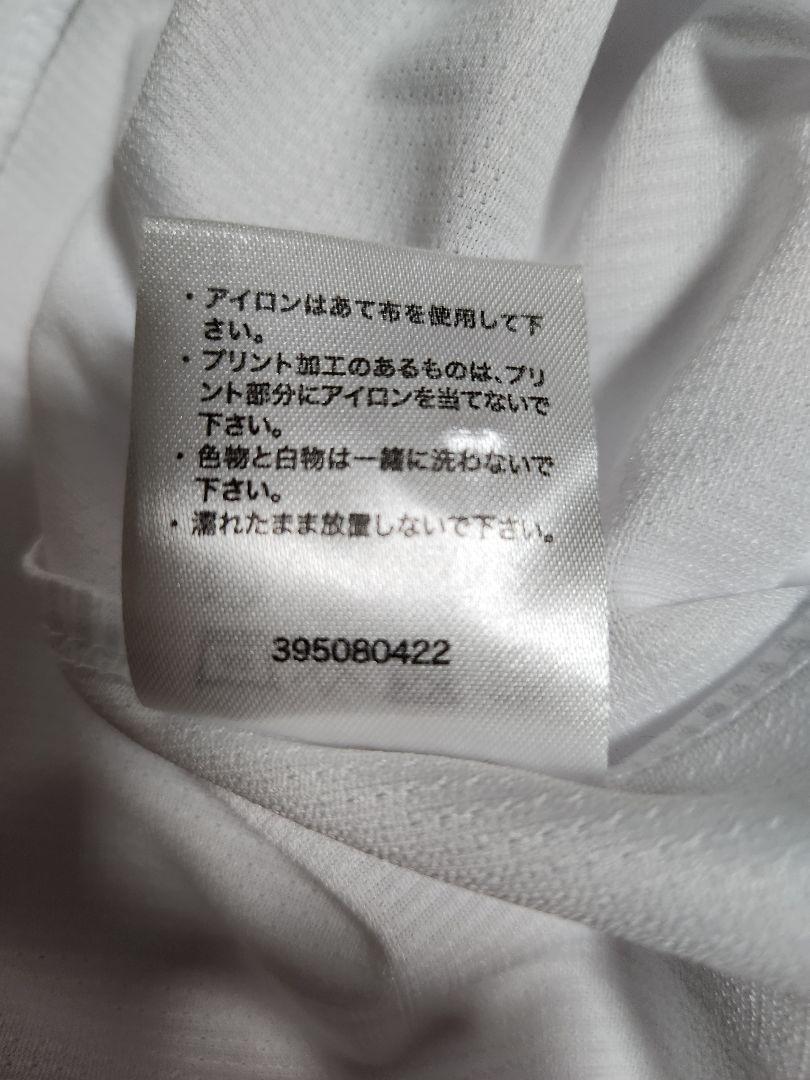 ・アイロンはあて布を使用して下
さい。
・プリント加工のあるものは、プリ
ント部分にアイロンを当てないで
下さい。
・色物と白物は一緒に洗わないで
下さい。
・濡れたまま放置しないで下さい。
395080422